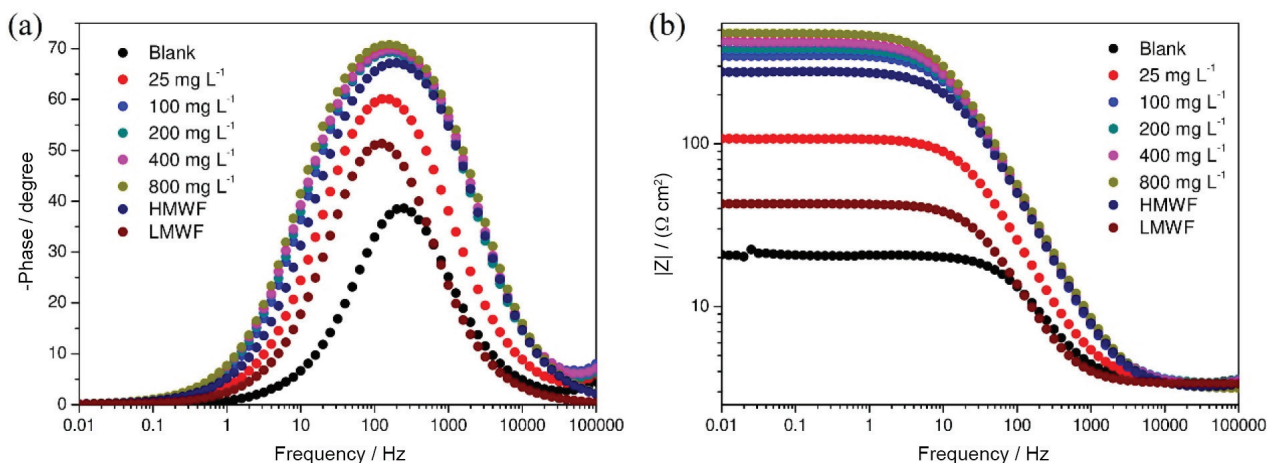 (a)
70
60
50
40
30
20
10
0
-Phase / degree
Blank
25 mg L⁻¹
100 mg L⁻¹
200 mg L⁻¹
400 mg L⁻¹
800 mg L⁻¹
HMWF
LMWF
0.01 0.1 1 10 100 1000 10000 100000
Frequency / Hz
(b)
100
10
|Z| / (Ω cm²)
Blank
25 mg L⁻¹
100 mg L⁻¹
200 mg L⁻¹
400 mg L⁻¹
800 mg L⁻¹
HMWF
LMWF
0.01 0.1 1 10 100 1000 10000 100000
Frequency / Hz